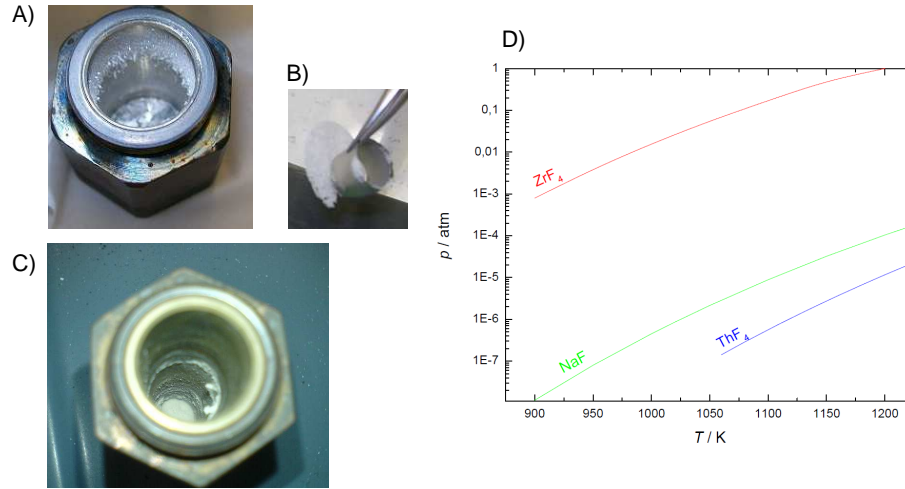 A)
B)
C)
D)
1
0,1
0,01
1E-3
1E-4
1E-5
1E-6
1E-7
p / atm
ZrF₄
NaF
ThF₄
900 950 1000 1050 1100 1150 1200
T / K